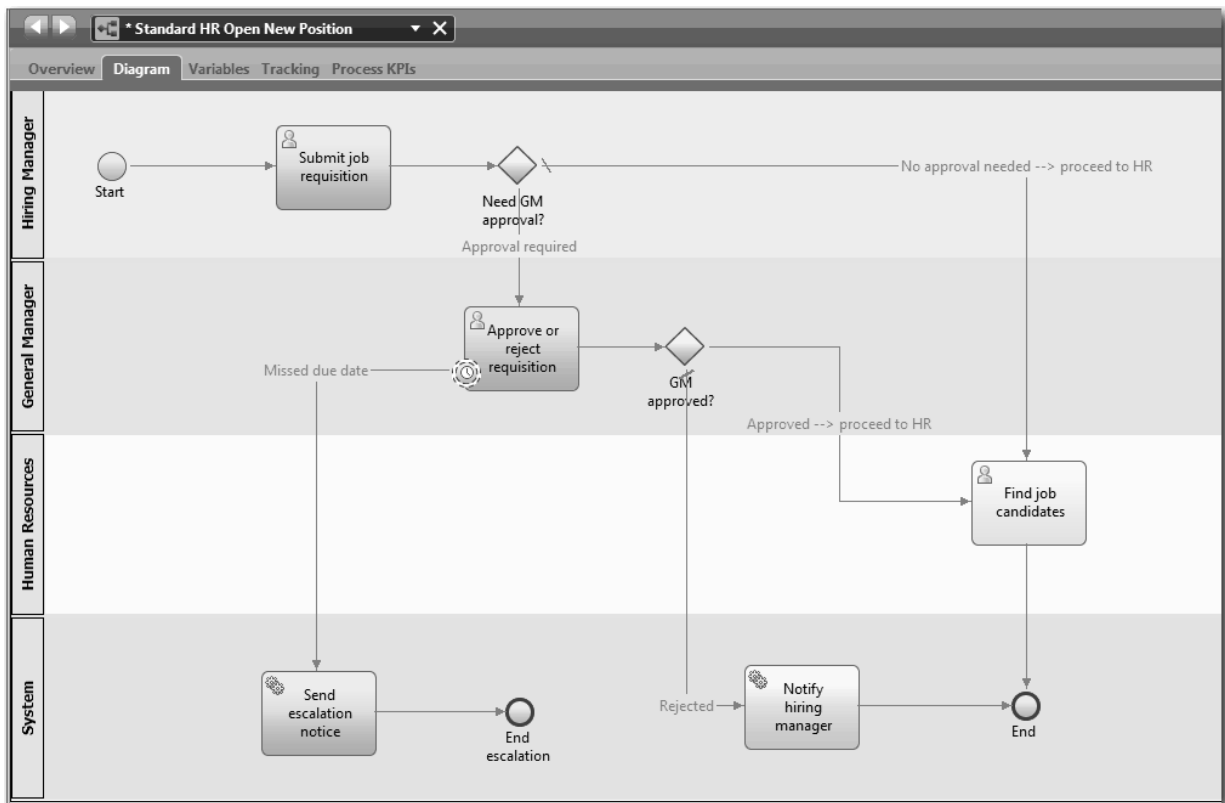 * Standard HR Open New Position
Overview Diagram Variables Tracking Process KPIs
Hiring Manager
Start
Submit job
requisition
Need GM
approval?
No approval needed --> proceed to HR
Approval required
General Manager
Approve or
reject
requisition
Missed due date
GM
approved?
Approved --> proceed to HR
Human Resources
Find job
candidates
System
Send
escalation
notice
End
escalation
Rejected
Notify
hiring
manager
End